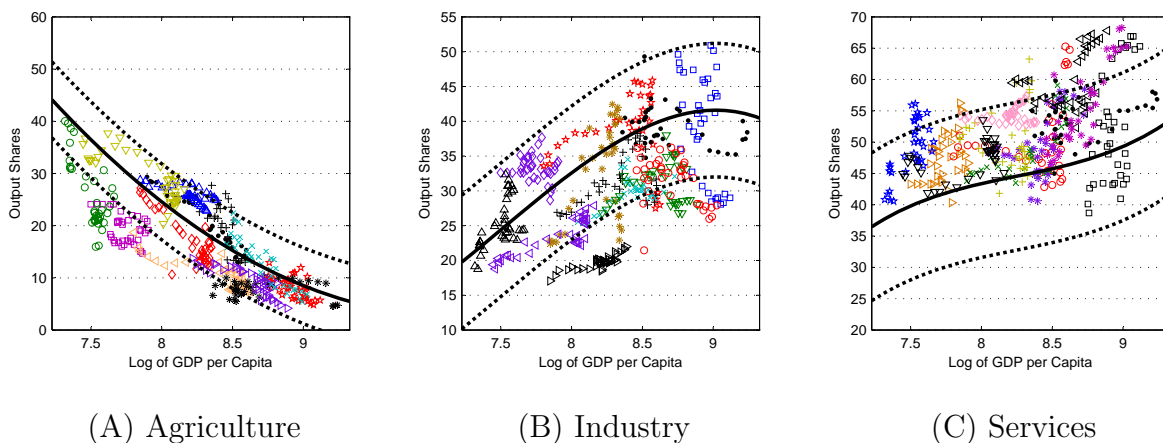 60
50
40
30
20
10
0
Output Shares
7.5 8 8.5 9
Log of GDP per Capita
(A) Agriculture
55
50
45
40
35
30
25
20
15
10
Output Shares
7.5 8 8.5 9
Log of GDP per Capita
(B) Industry
70
65
60
55
50
45
40
35
30
25
20
Output Shares
7.5 8 8.5 9
Log of GDP per Capita
(C) Services